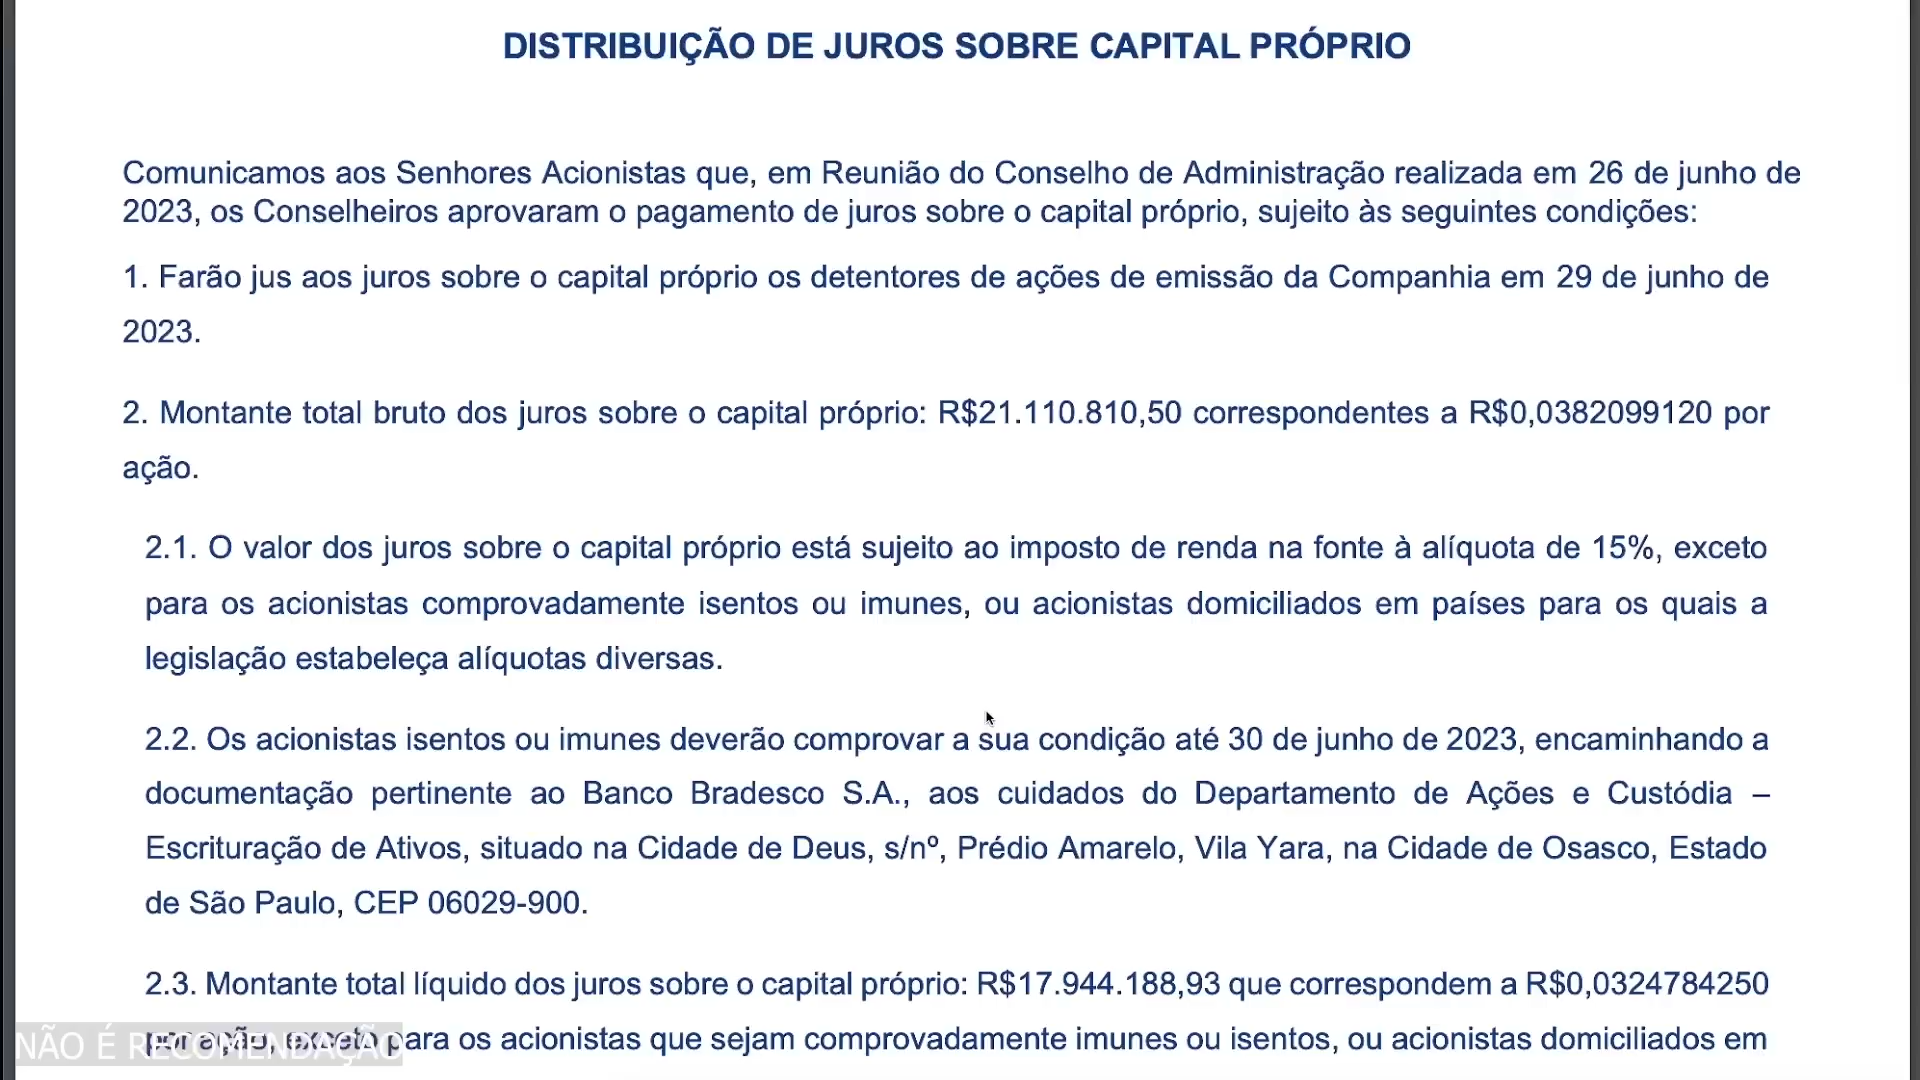 DISTRIBUIÇÃO DE JUROS SOBRE CAPITAL PRÓPRIO
Comunicamos aos Senhores Acionistas que, em Reunião do Conselho de Administração realizada em 26 de junho de
2023, os Conselheiros aprovaram o pagamento de juros sobre o capital próprio, sujeito às seguintes condições:
1. Farão jus aos juros sobre o capital próprio os detentores de ações de emissão da Companhia em 29 de junho de
2023.
2. Montante total bruto dos juros sobre o capital próprio: R$21.110.810,50 correspondentes a R$0,0382099120 por
ação.
2.1. O valor dos juros sobre o capital próprio está sujeito ao imposto de renda na fonte à alíquota de 15%, exceto
para os acionistas comprovadamente isentos ou imunes, ou acionistas domiciliados em países para os quais a
legislação estabeleça alíquotas diversas.
2.2. Os acionistas isentos ou imunes deverão comprovar a sua condição até 30 de junho de 2023, encaminhando a
documentação pertinente ao Banco Bradesco S.A., aos cuidados do Departamento de Ações e Custódia –
Escrituração de Ativos, situado na Cidade de Deus, s/nº, Prédio Amarelo, Vila Yara, na Cidade de Osasco, Estado
de São Paulo, CEP 06029-900.
2.3. Montante total líquido dos juros sobre o capital próprio: R$17.944.188,93 que correspondem a R$0,0324784250
por ação, exceto para os acionistas que sejam comprovadamente imunes ou isentos, ou acionistas domiciliados em
NÃO É RECOMENDAÇÃO